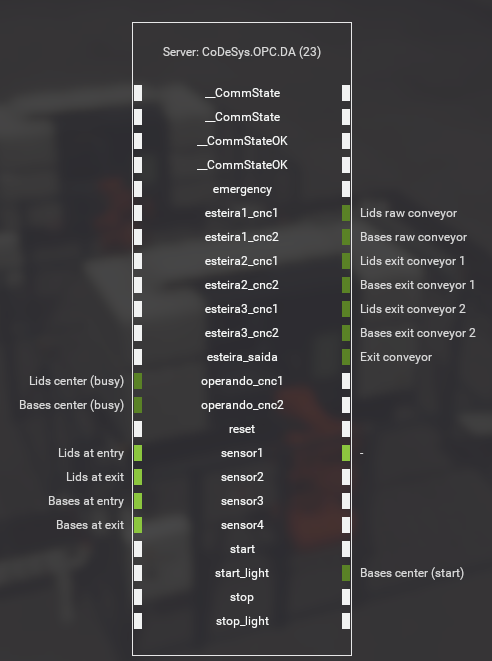 Server: CoDeSys.OPC.DA (23)
__CommState
__CommState
__CommStateOK
__CommStateOK
emergency
esteira1_cnc1 Lids raw conveyor
esteira1_cnc2 Bases raw conveyor
esteira2_cnc1 Lids exit conveyor 1
esteira2_cnc2 Bases exit conveyor 1
esteira3_cnc1 Lids exit conveyor 2
esteira3_cnc2 Bases exit conveyor 2
esteira_saida Exit conveyor
Lids center (busy) operando_cnc1
Bases center (busy) operando_cnc2
reset
Lids at entry sensor1 -
Lids at exit sensor2
Bases at entry sensor3
Bases at exit sensor4
start
start_light Bases center (start)
stop
stop_light